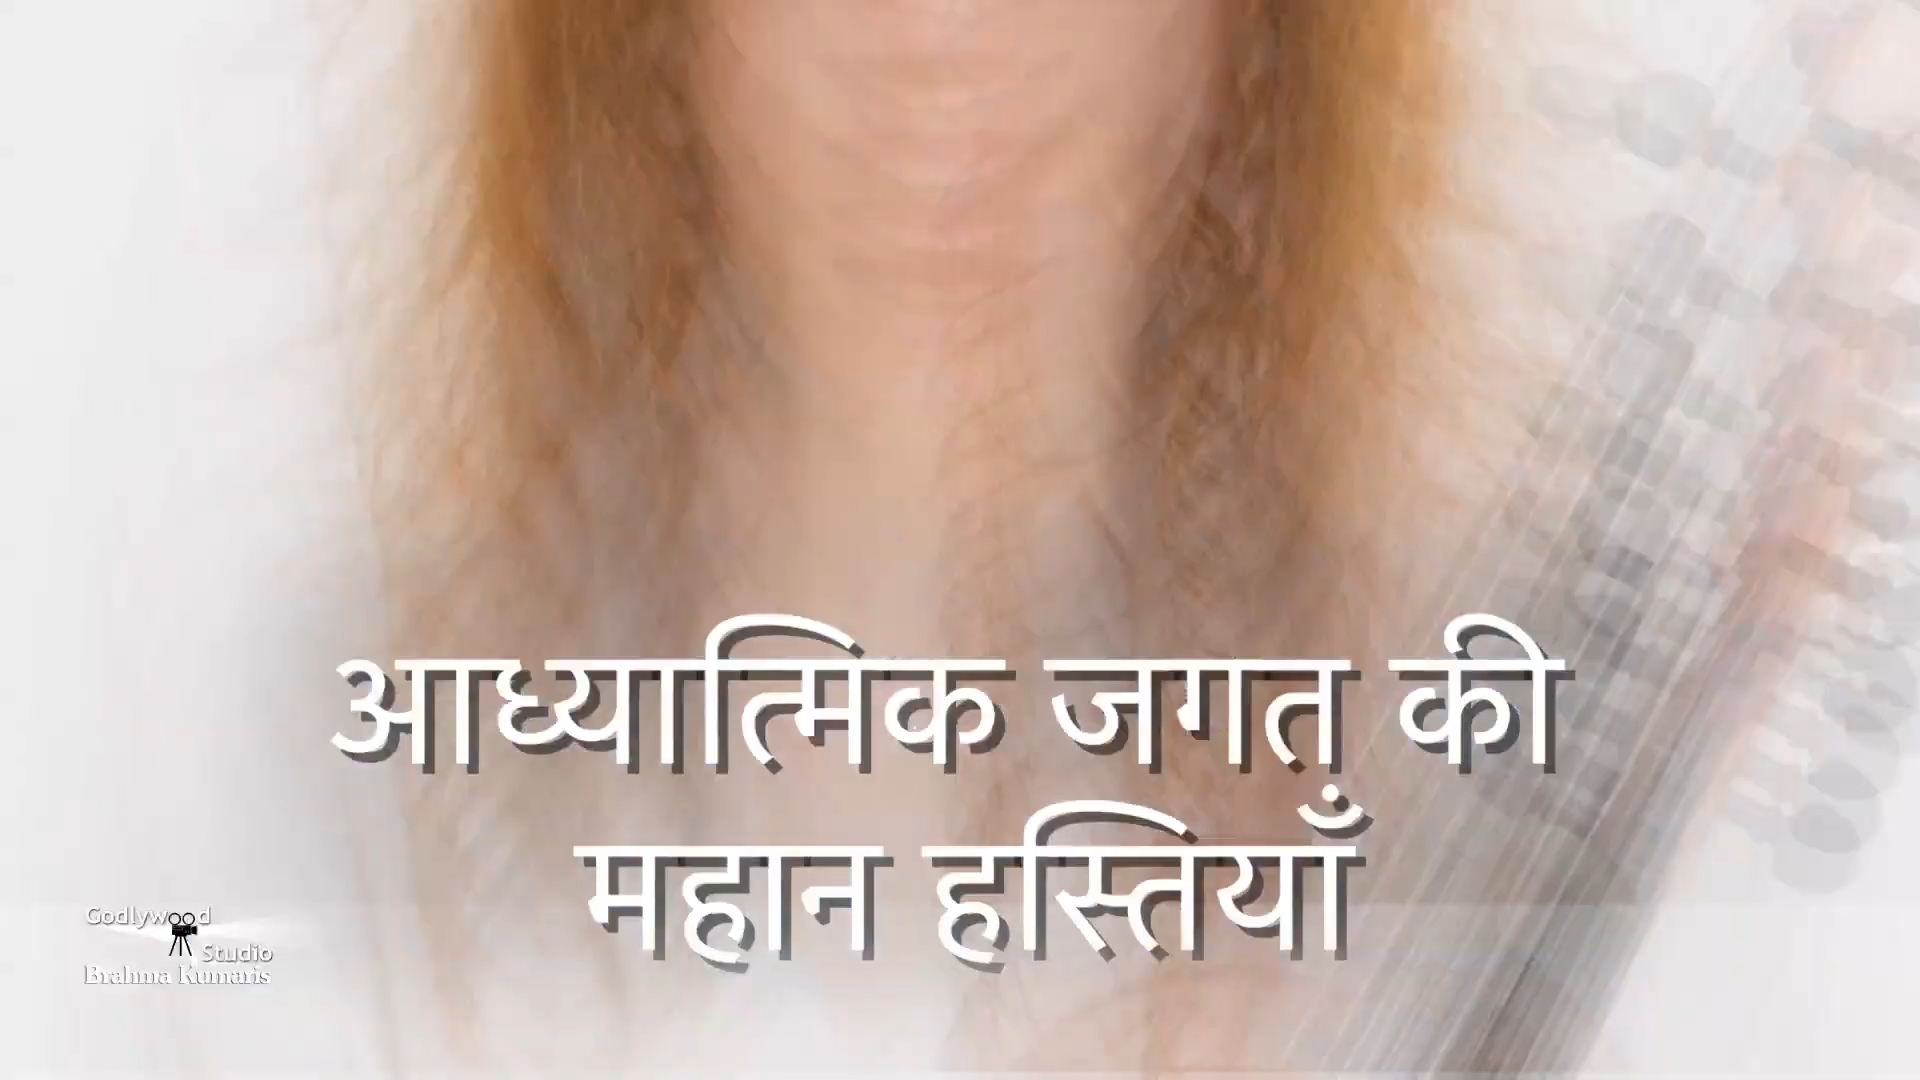 आध्यात्मिक जगत की
महान हस्तियाँ
Godlywood
Studio
Brahma Kumaris